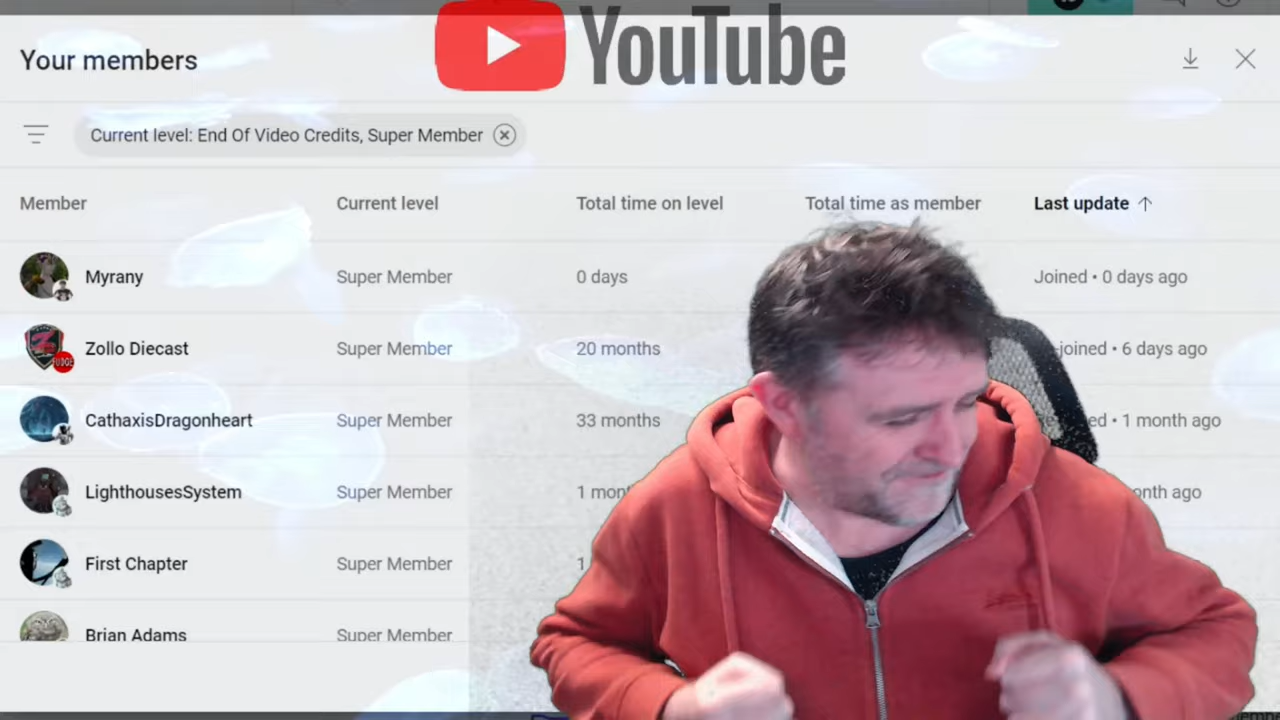 YouTube
Your members
Current level: End Of Video Credits, Super Member
Member Current level Total time on level Total time as member Last update
Myrany Super Member 0 days Joined • 0 days ago
Zollo Diecast Super Member 20 months joined • 6 days ago
CathaxisDragonheart Super Member 33 months 1 month ago
LighthousesSystem Super Member 1 ago
First Chapter Super Member 1
Brian Adams Super Member